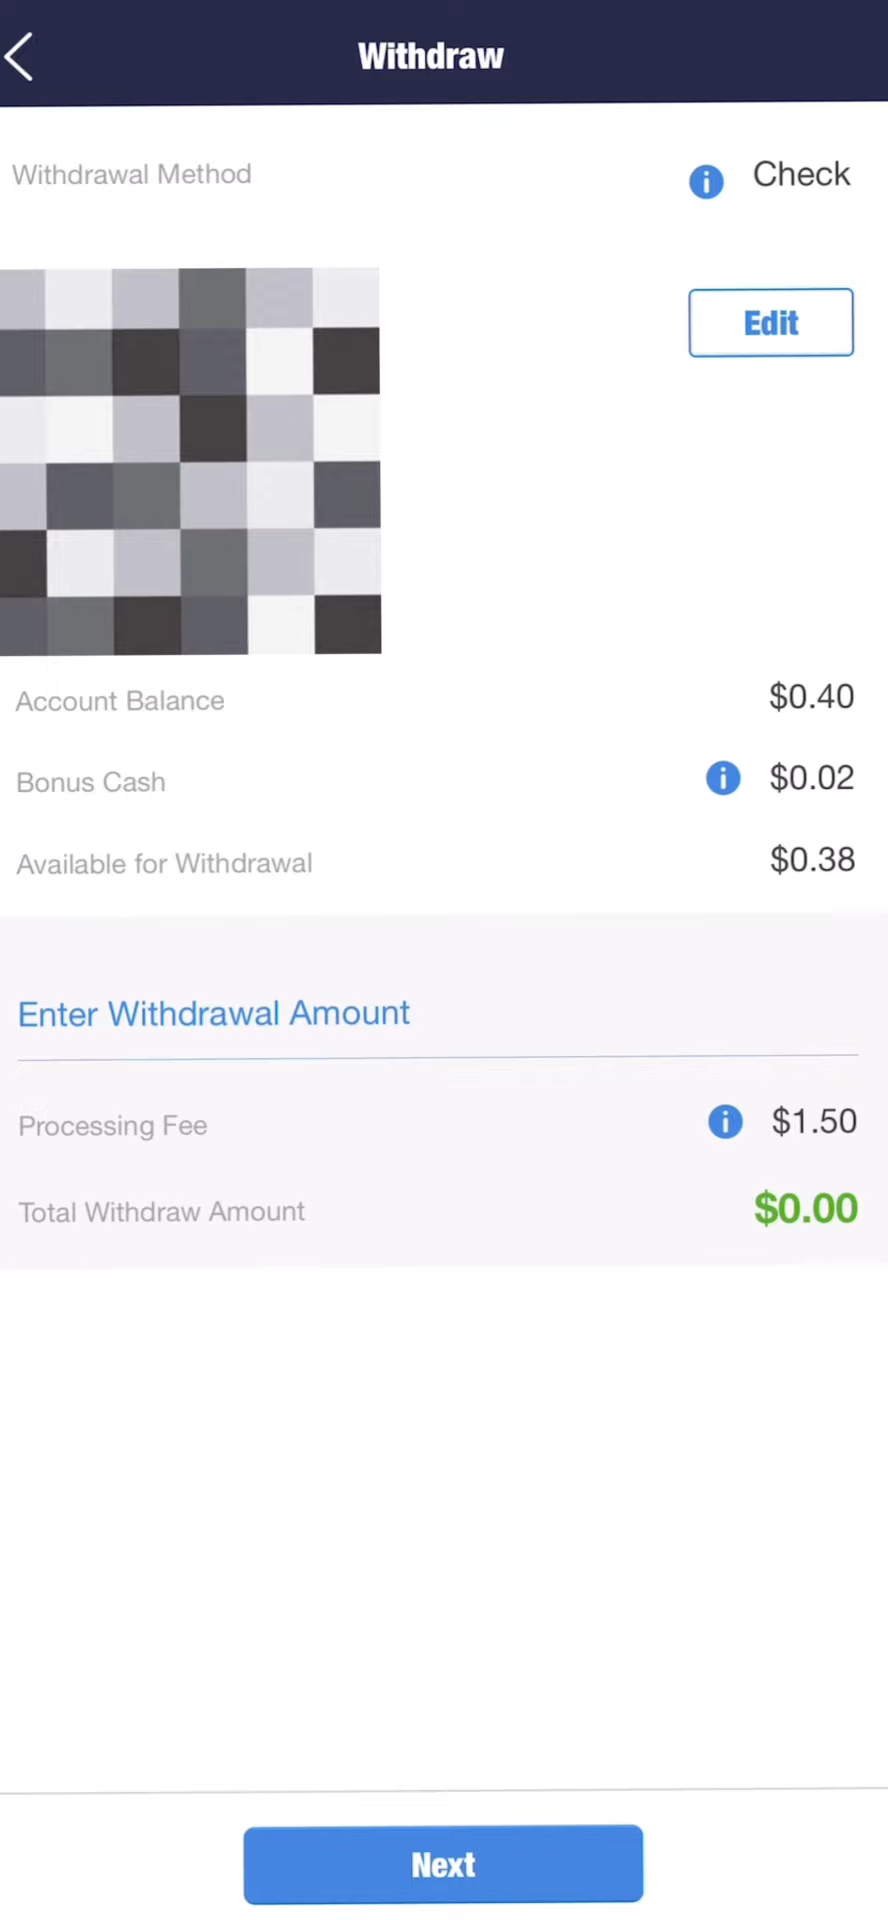 Withdraw
Withdrawal Method
Check
Edit
Account Balance
$0.40
Bonus Cash
$0.02
Available for Withdrawal
$0.38
Enter Withdrawal Amount
Processing Fee
$1.50
Total Withdraw Amount
$0.00
Next